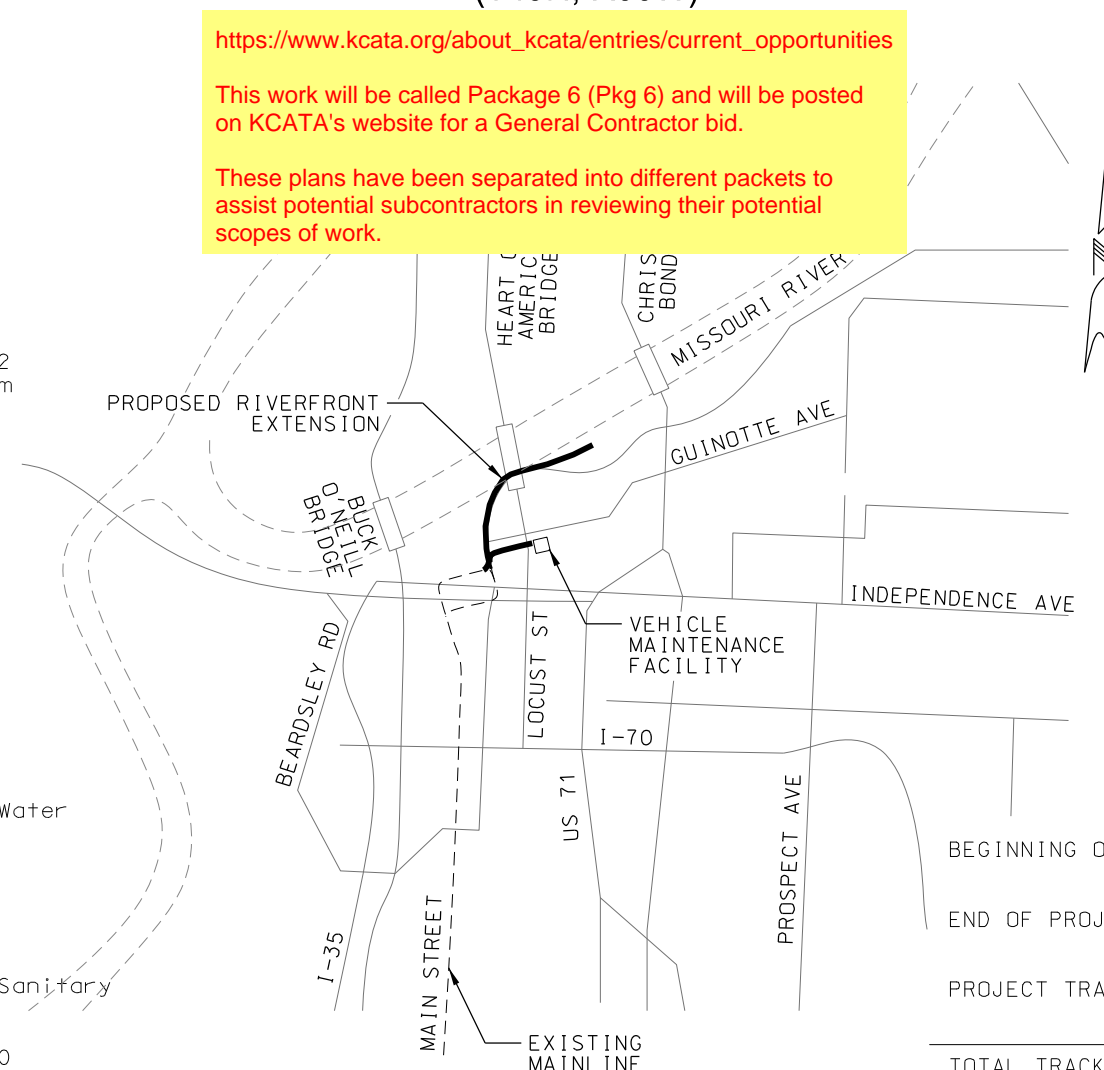 https://www.kcata.org/about_kcata/entries/current_opportunities
This work will be called Package 6 (Pkg 6) and will be posted
on KCATA's website for a General Contractor bid.
These plans have been separated into different packets to
assist potential subcontractors in reviewing their potential
scopes of work.
HEART
AMERIC
BRIDGE
CHRIS
BOND
MISSOURI RIVER
2
m
PROPOSED RIVERFRONT
EXTENSION
GUINOTTE AVE
BUCK
O'NEILL
BRIDGE
INDEPENDENCE AVE
VEHICLE
MAINTENANCE
FACILITY
BEARDSLEY RD
LOCUST ST
I-70
US 71
PROSPECT AVE
Water
BEGINNING O
END OF PROJ
I-35
MAIN STREET
Sanitary
PROJECT TRA
EXISTING
MAINLINE
0
TOTAL TRACK